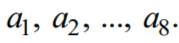 a₁, a₂, ..., a₈.